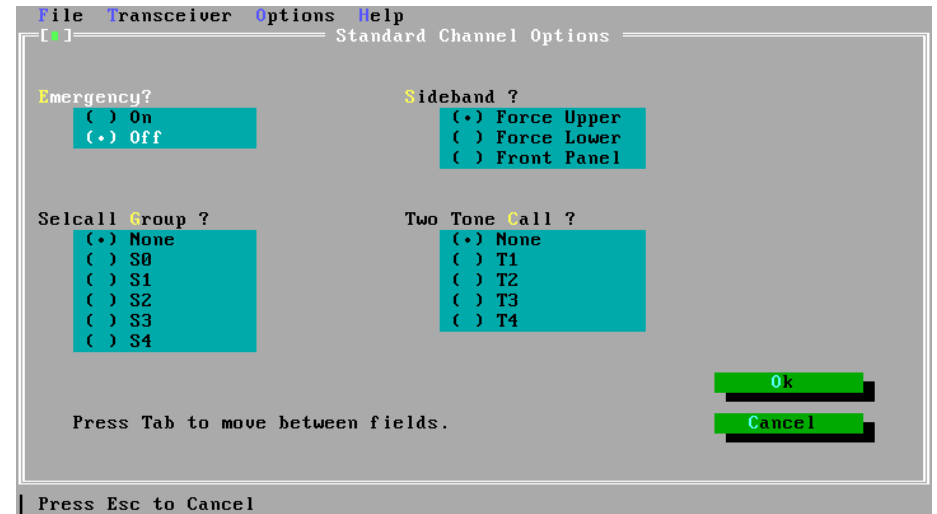 File Transceiver Options Help
[▪] Standard Channel Options
Emergency? Sideband ?
( ) On (•) Force Upper
(•) Off ( ) Force Lower
( ) Front Panel
Selcall Group ? Two Tone Call ?
(•) None (•) None
( ) S0 ( ) T1
( ) S1 ( ) T2
( ) S2 ( ) T3
( ) S3 ( ) T4
( ) S4
Ok
Press Tab to move between fields. Cancel
Press Esc to Cancel